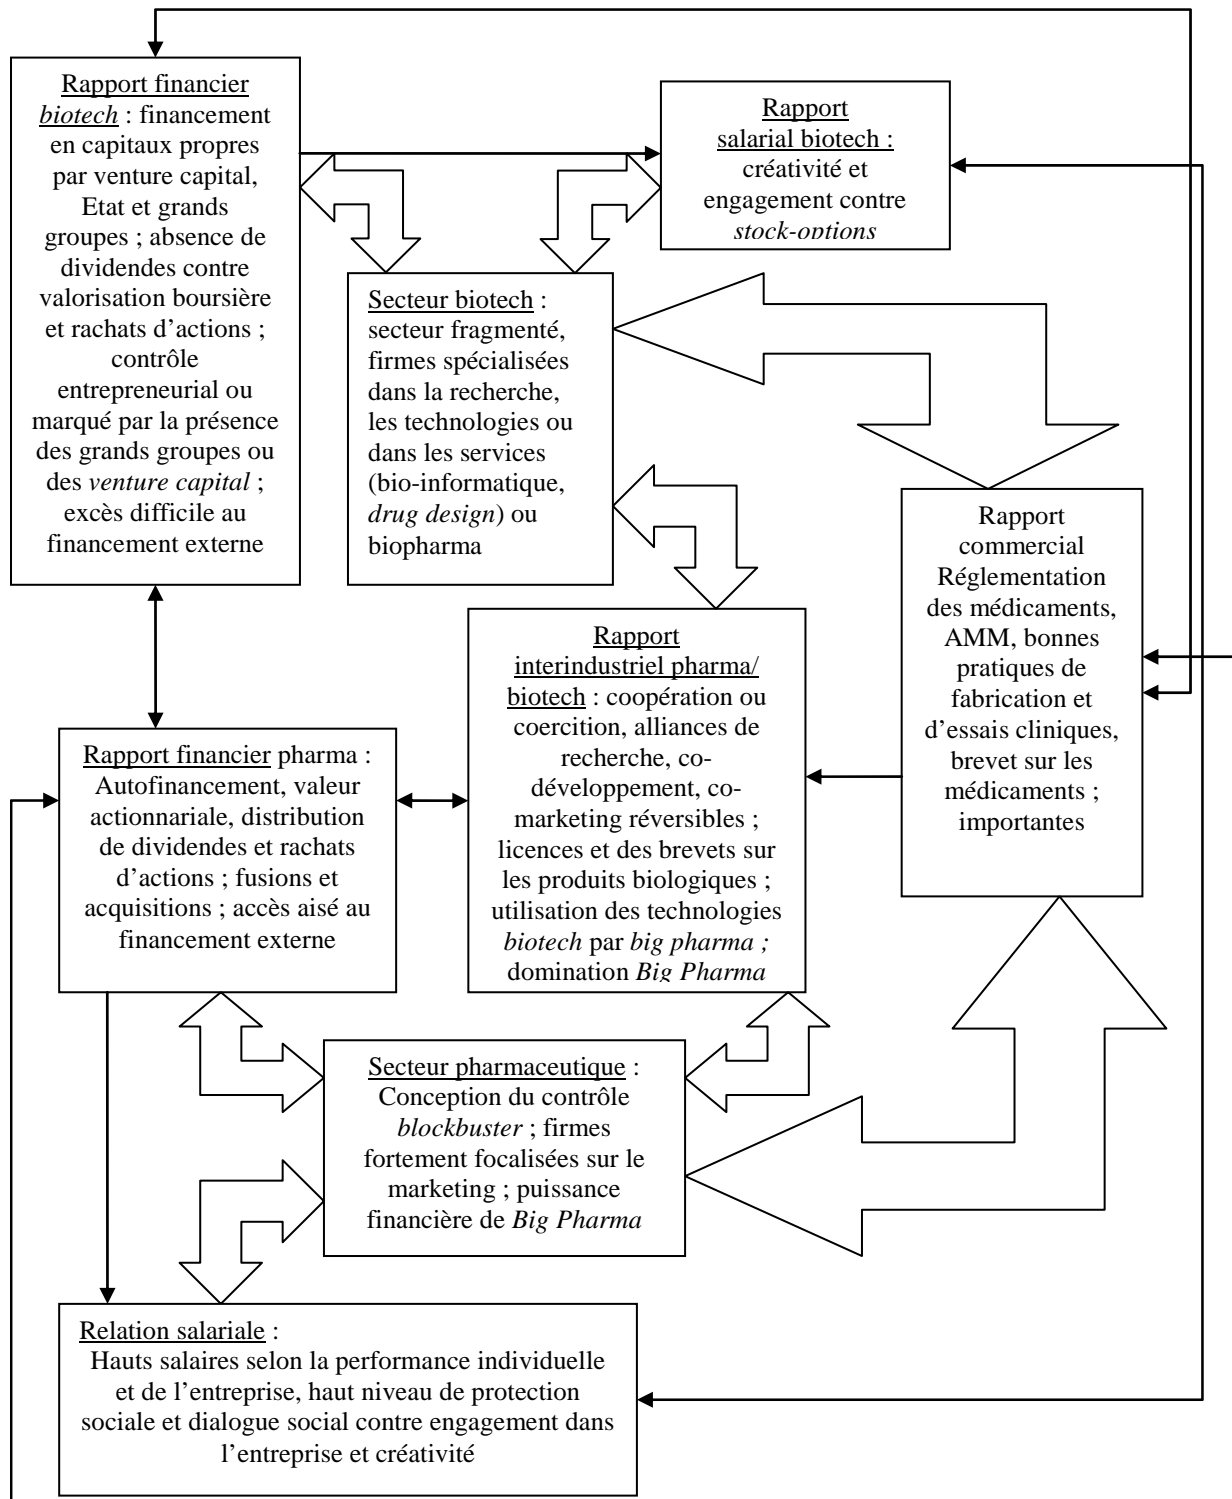 Rapport financier
biotech : financement
en capitaux propres
par venture capital,
Etat et grands
groupes ; absence de
dividendes contre
valorisation boursière
et rachats d’actions ;
contrôle
entrepreneurial ou
marqué par la présence
des grands groupes ou
des venture capital ;
excès difficile au
financement externe
Rapport
salarial biotech :
créativité et
engagement contre
stock-options
Secteur biotech :
secteur fragmenté,
firmes spécialisées
dans la recherche,
les technologies ou
dans les services
(bio-informatique,
drug design) ou
biopharma
Rapport
commercial
Réglementation
des médicaments,
AMM, bonnes
pratiques de
fabrication et
d’essais cliniques,
brevet sur les
médicaments ;
importantes
Rapport
interindustriel pharma/
biotech : coopération ou
coercition, alliances de
recherche, co-
développement, co-
marketing réversibles ;
licences et des brevets sur
les produits biologiques ;
utilisation des technologies
biotech par big pharma ;
domination Big Pharma
Rapport financier pharma :
Autofinancement, valeur
actionnariale, distribution
de dividendes et rachats
d’actions ; fusions et
acquisitions ; accès aisé au
financement externe
Secteur pharmaceutique :
Conception du contrôle
blockbuster ; firmes
fortement focalisées sur le
marketing ; puissance
financière de Big Pharma
Relation salariale :
Hauts salaires selon la performance individuelle
et de l’entreprise, haut niveau de protection
sociale et dialogue social contre engagement dans
l’entreprise et créativité